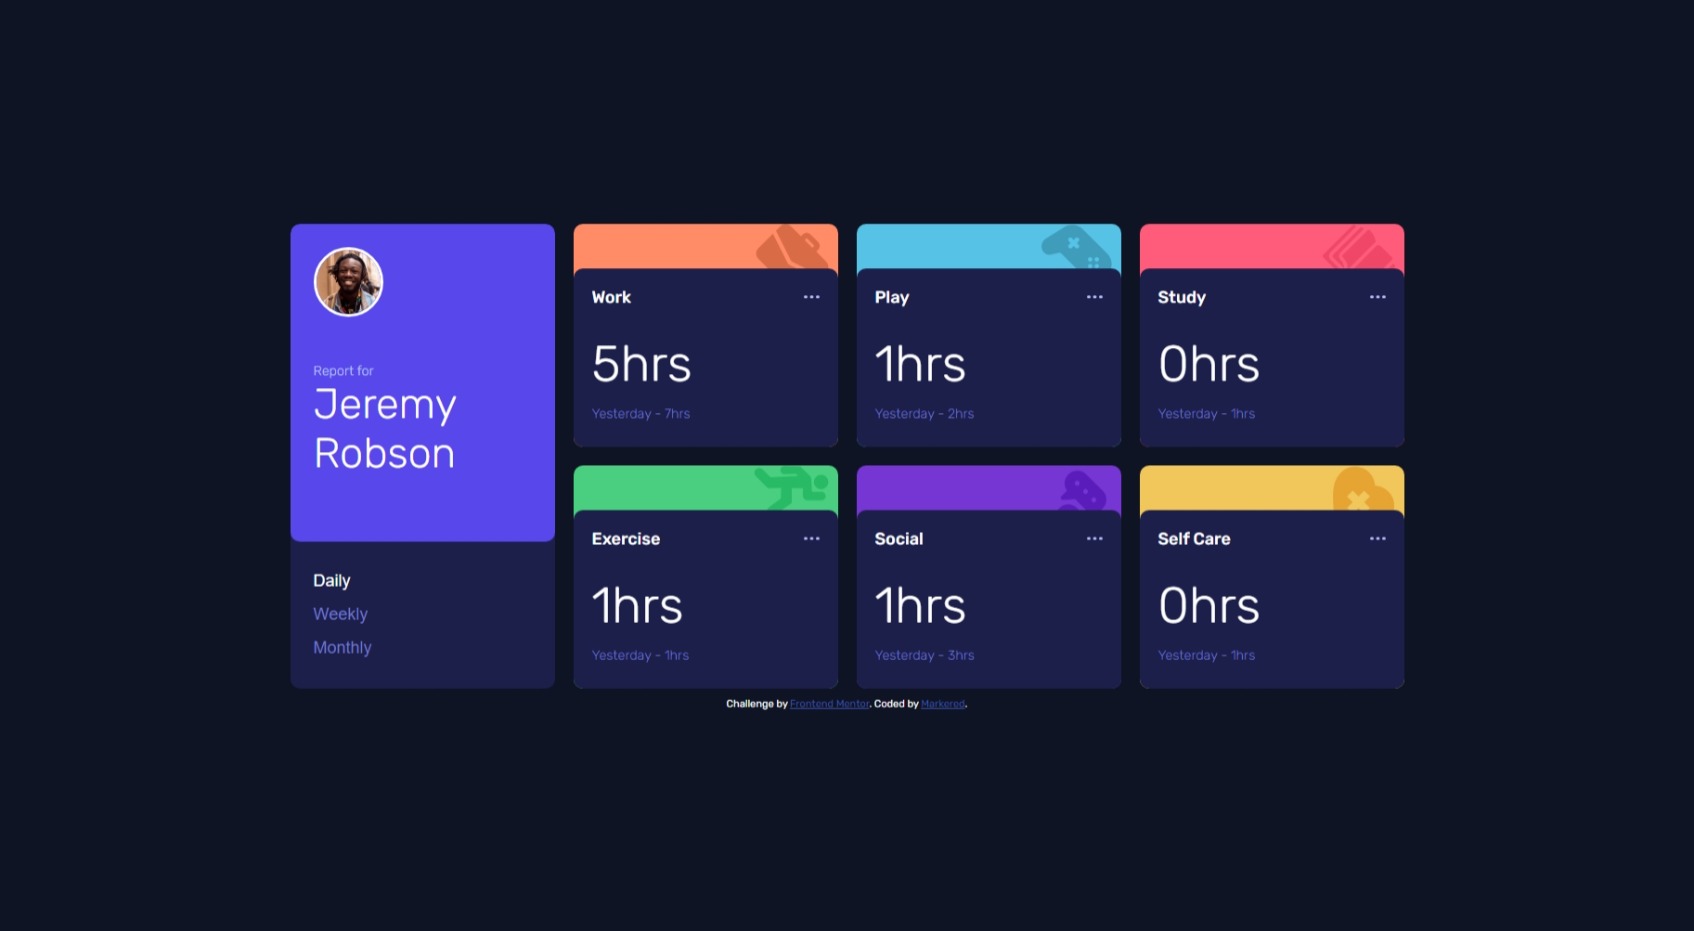 Report for
Jeremy
Robson
Daily
Weekly
Monthly
Work
5hrs
Yesterday - 7hrs
Play
1hrs
Yesterday - 2hrs
Study
0hrs
Yesterday - 1hrs
Exercise
1hrs
Yesterday - 1hrs
Social
1hrs
Yesterday - 3hrs
Self Care
0hrs
Yesterday - 1hrs
Challenge by Frontend Mentor. Coded by Markered.